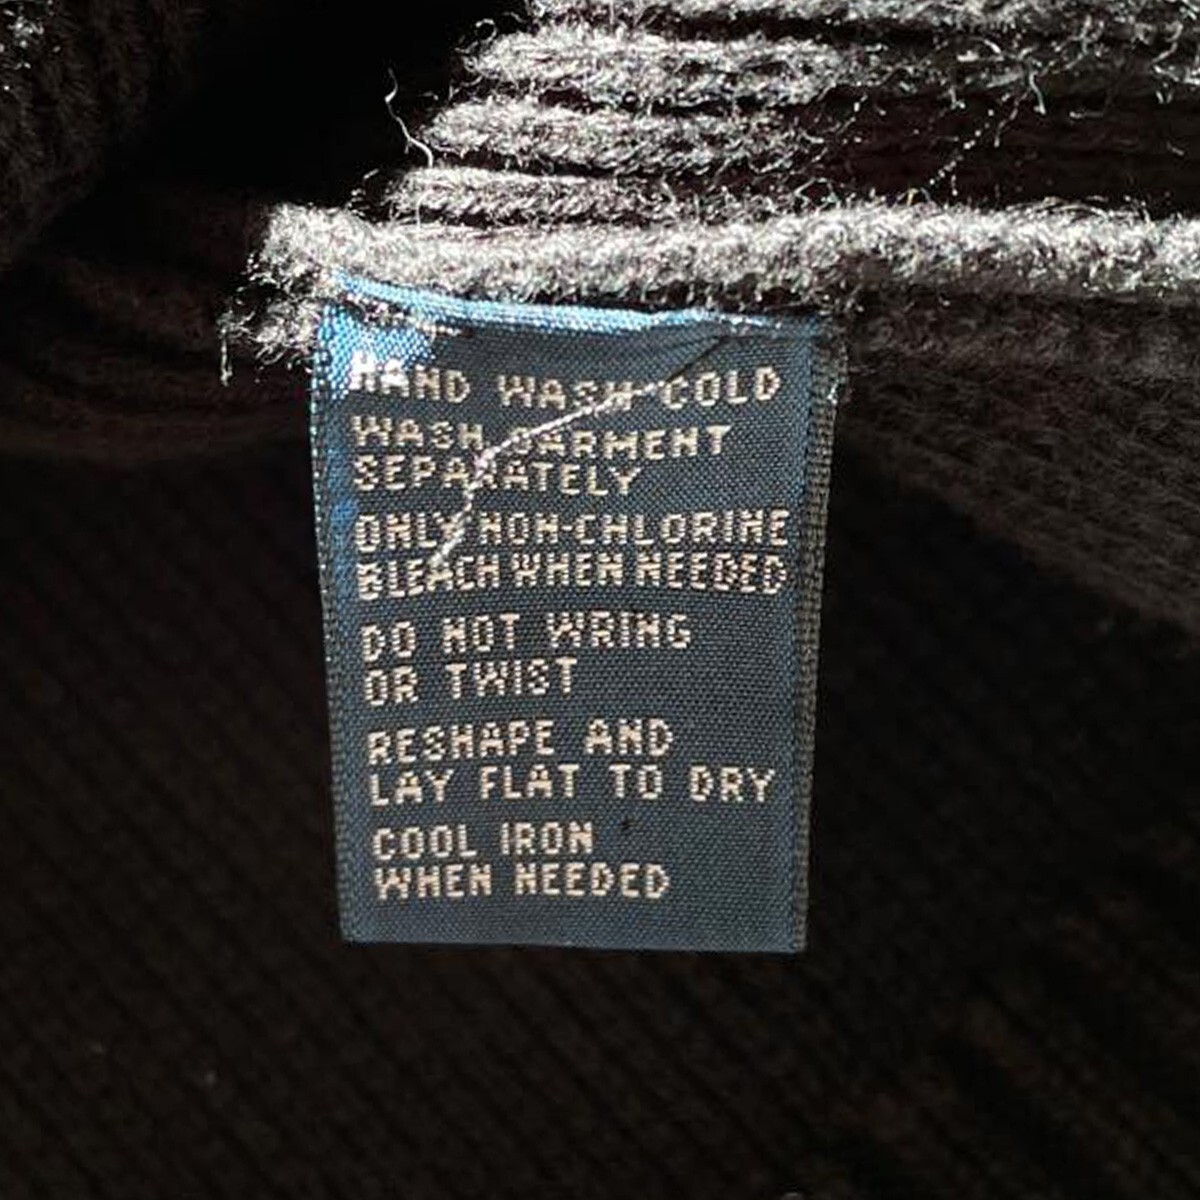 HAND WASH COLD
WASH GARMENT
SEPARATELY
ONLY NON-CHLORINE
BLEACH WHEN NEEDED
DO NOT WRING
OR TWIST
RESHAPE AND
LAY FLAT TO DRY
COOL IRON
WHEN NEEDED